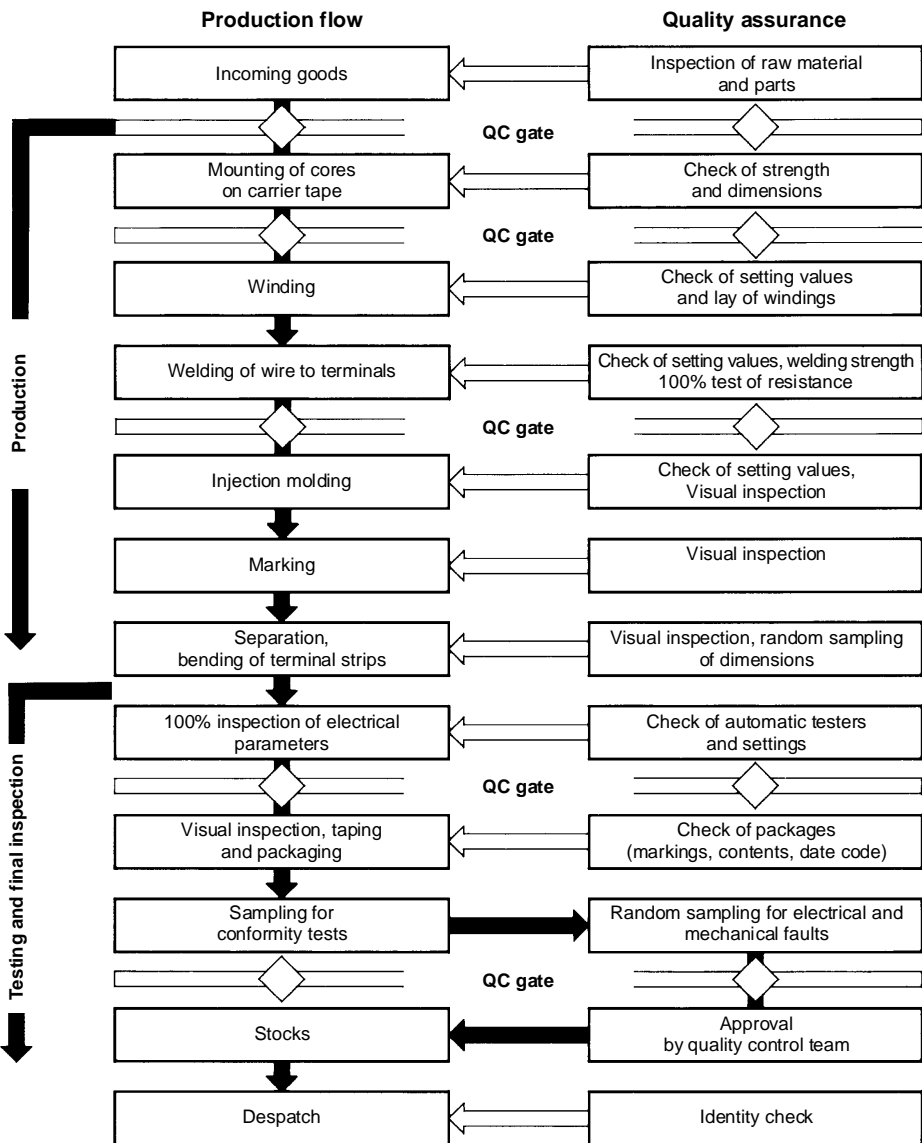 Production flow
Quality assurance
Incoming goods
Inspection of raw material
and parts
QC gate
Mounting of cores
on carrier tape
Check of strength
and dimensions
QC gate
Winding
Check of setting values
and lay of windings
Welding of wire to terminals
Check of setting values, welding strength
100% test of resistance
QC gate
Injection molding
Check of setting values,
Visual inspection
Marking
Visual inspection
Separation,
bending of terminal strips
Visual inspection, random sampling
of dimensions
Production
100% inspection of electrical
parameters
Check of automatic testers
and settings
QC gate
Visual inspection, taping
and packaging
Check of packages
(markings, contents, date code)
Sampling for
conformity tests
Random sampling for electrical and
mechanical faults
QC gate
Stocks
Approval
by quality control team
Despatch
Identity check
Testing and final inspection